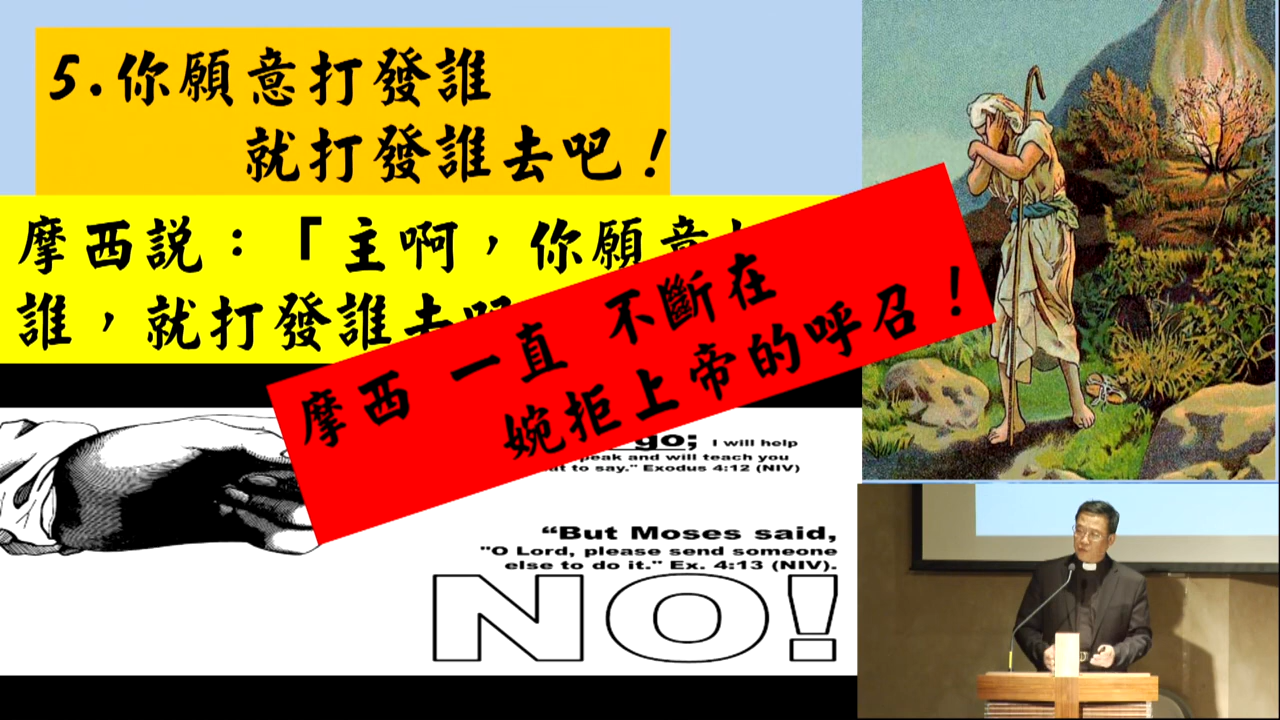 5.你願意打發誰
就打發誰去吧！
摩西說：「主啊，你願意
誰，就打發誰去吧
摩西 一直 不斷在
婉拒上帝的呼召！
go; I will help
peak and will teach you
to say." Exodus 4:12 (NIV)
“But Moses said,
"O Lord, please send someone
else to do it." Ex. 4:13 (NIV).
NO!